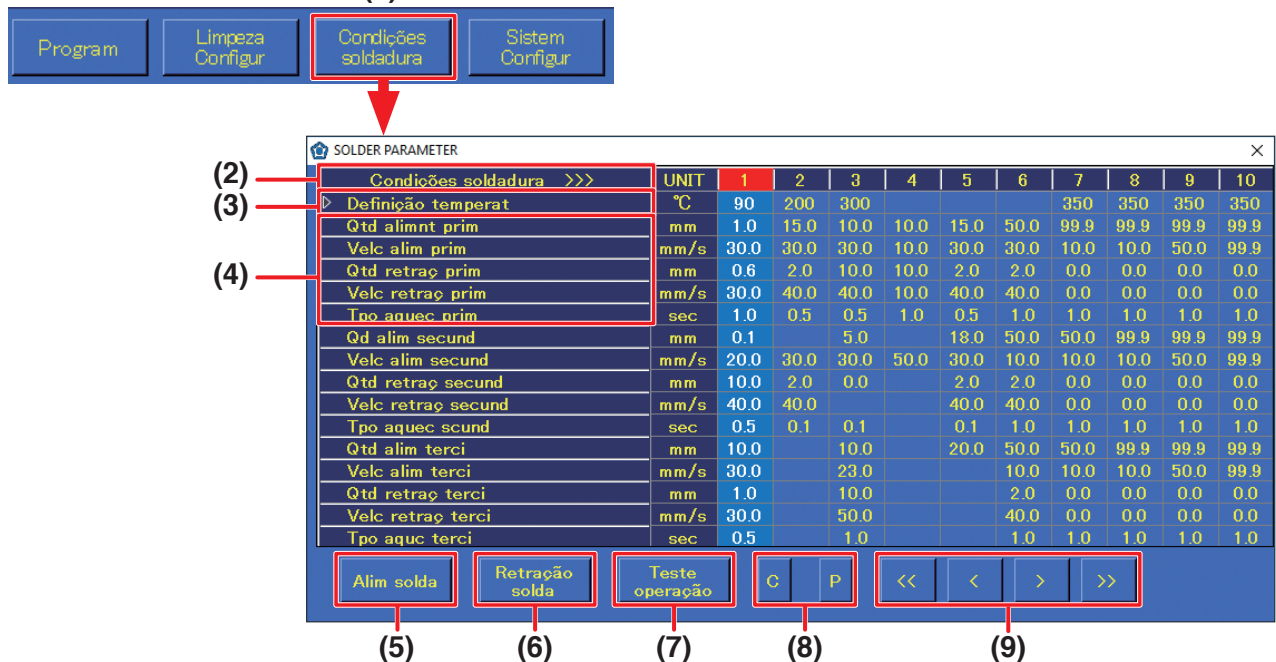 Program
Limpeza
Configur
Condições
soldadura
Sistem
Configur
SOLDER PARAMETER
(2)
Condições soldadura >>> UNIT 1 2 3 4 5 6 7 8 9 10
(3)
Definição temperat °C 90 200 300 350 350 350 350
Qtd alimnt prim mm 1.0 15.0 10.0 10.0 15.0 50.0 99.9 99.9 99.9 99.9
Velc alim prim mm/s 30.0 30.0 30.0 10.0 30.0 30.0 10.0 10.0 50.0 99.9
(4)
Qtd retraç prim mm 0.6 2.0 10.0 10.0 2.0 2.0 0.0 0.0 0.0 0.0
Velc retraç prim mm/s 30.0 40.0 40.0 10.0 40.0 40.0 0.0 0.0 0.0 0.0
Tpo aquec prim sec 1.0 0.5 0.5 1.0 0.5 1.0 1.0 1.0 1.0 1.0
Qd alim secund mm 0.1 5.0 18.0 50.0 50.0 99.9 99.9 99.9
Velc alim secund mm/s 20.0 30.0 30.0 50.0 30.0 10.0 10.0 10.0 50.0 99.9
Qtd retraç secund mm 10.0 2.0 0.0 2.0 2.0 0.0 0.0 0.0 0.0
Velc retraç secund mm/s 40.0 40.0 40.0 40.0 0.0 0.0 0.0 0.0
Tpo aquec scund sec 0.5 0.1 0.1 0.1 1.0 1.0 1.0 1.0 1.0
Qtd alim terci mm 10.0 10.0 20.0 50.0 50.0 99.9 99.9 99.9
Velc alim terci mm/s 30.0 23.0 10.0 10.0 10.0 50.0 99.9
Qtd retraç terci mm 1.0 10.0 2.0 0.0 0.0 0.0 0.0
Velc retraç terci mm/s 30.0 50.0 40.0 0.0 0.0 0.0 0.0
Tpo aquc terci sec 0.5 1.0 1.0 1.0 1.0 1.0 1.0
Alim solda
Retração
solda
Teste
operação
C P << < > >>
(5) (6) (7) (8) (9)